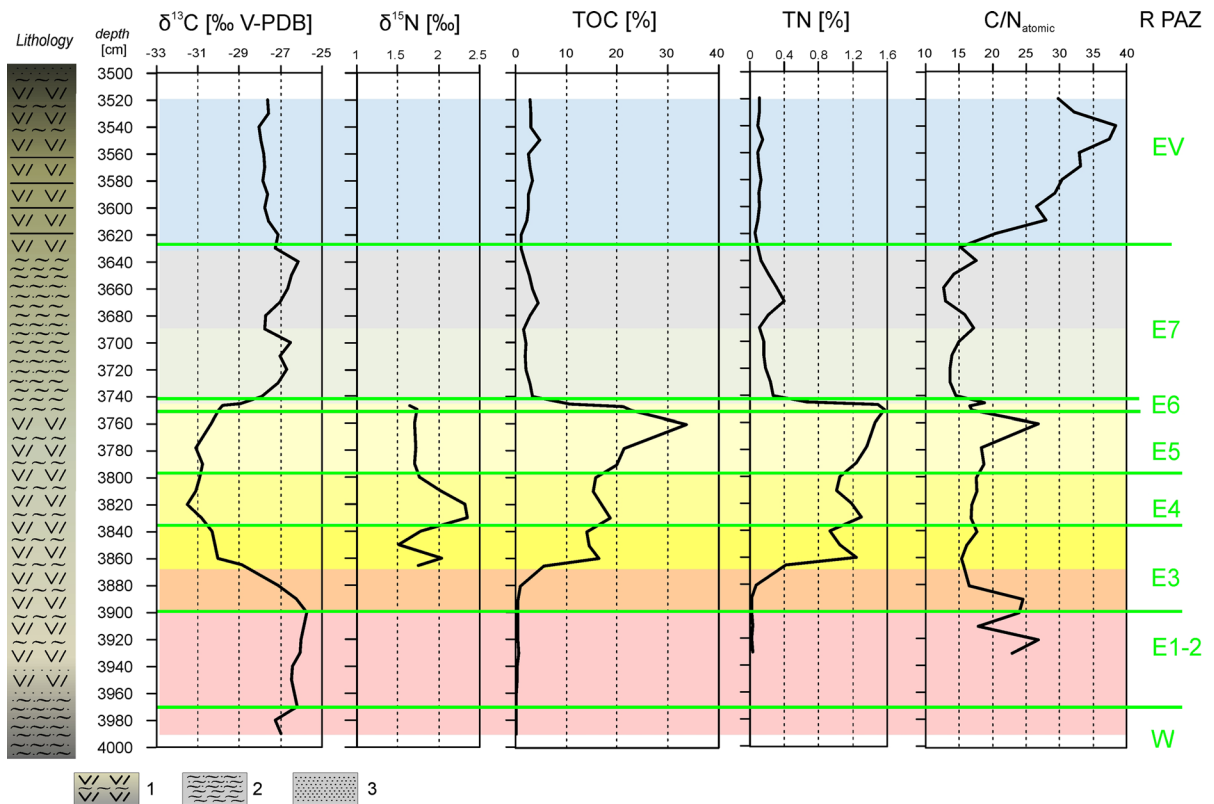 δ¹³C [‰ V-PDB] δ¹⁵N [‰] TOC [%] TN [%] C/Natomic R PAZ
Lithology depth [cm]
-33 -31 -29 -27 -25 1 1.5 2 2.5 0 10 20 30 40 0 0.4 0.8 1.2 1.6 10 15 20 25 30 35 40
3500
3520
3540
EV
3560
3580
3600
3620
3640
3660
3680
E7
3700
3720
3740
E6
3760
3780
E5
3800
3820
E4
3840
3860
E3
3880
3900
3920
E1-2
3940
3960
3980
W
4000
1 2 3